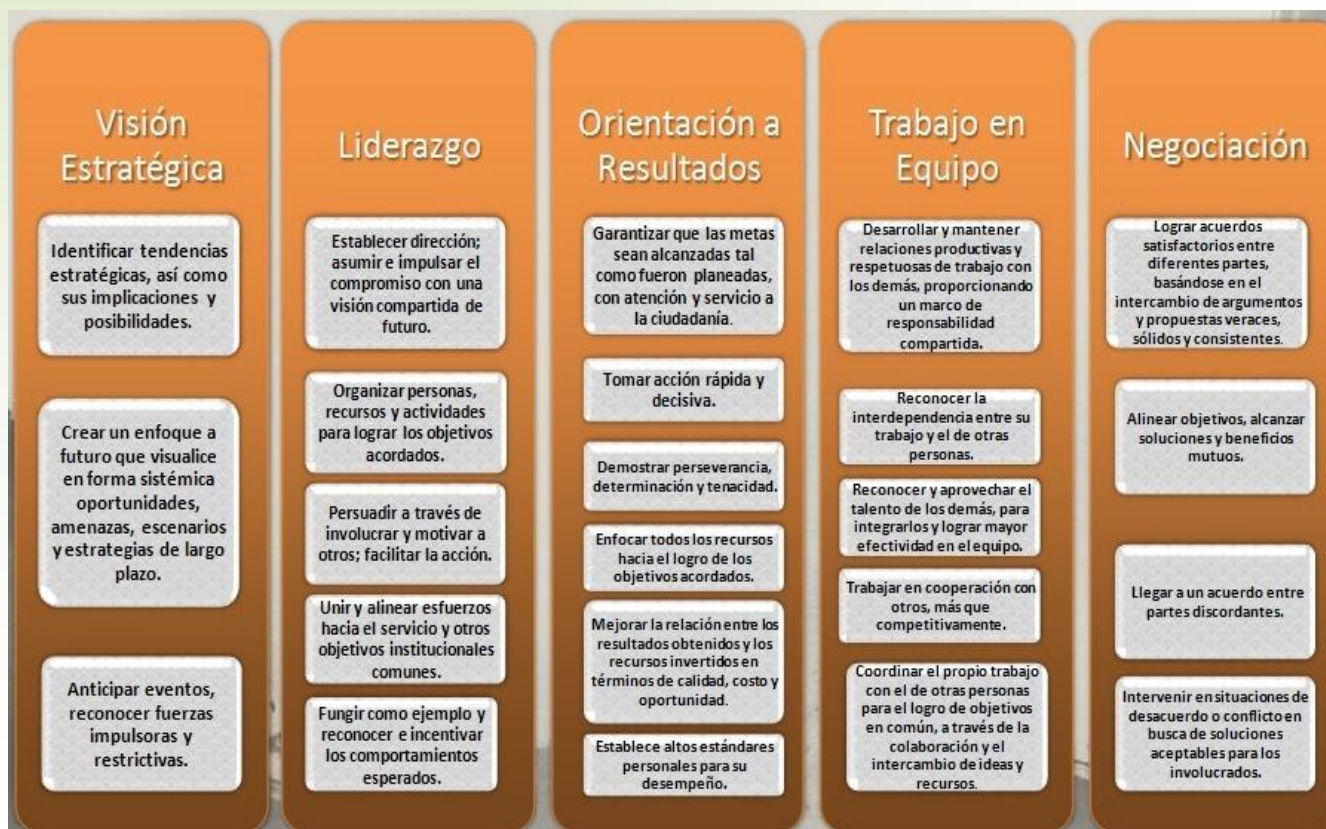 Visión
Estratégica
Identificar tendencias
estratégicas, así como
sus implicaciones y
posibilidades.
Crear un enfoque a
futuro que visualice
en forma sistémica
oportunidades,
amenazas, escenarios
y estrategias de largo
plazo.
Anticipar eventos,
reconocer fuerzas
impulsoras y
restrictivas.
Liderazgo
Establecer dirección;
asumir e impulsar el
compromiso con una
visión compartida de
futuro.
Organizar personas,
recursos y actividades
para lograr los objetivos
acordados.
Persuadir a través de
involucrar y motivar a
otros; facilitar la acción.
Unir y alinear esfuerzos
hacia el servicio y otros
objetivos institucionales
comunes.
Fungir como ejemplo y
reconocer e incentivar
los comportamientos
esperados.
Orientación a
Resultados
Garantizar que las metas
sean alcanzadas tal
como fueron planeadas,
con atención y servicio a
la ciudadanía.
Tomar acción rápida y
decisiva.
Demostrar perseverancia,
determinación y tenacidad.
Enfocar todos los recursos
hacia el logro de los
objetivos acordados.
Mejorar la relación entre los
resultados obtenidos y los
recursos invertidos en
términos de calidad, costo y
oportunidad.
Establece altos estándares
personales para su
desempeño.
Trabajo en
Equipo
Desarrollar y mantener
relaciones productivas y
respetuosas de trabajo con
los demás, proporcionando
un marco de
responsabilidad
compartida.
Reconocer la
interdependencia entre su
trabajo y el de otras
personas.
Reconocer y aprovechar el
talento de los demás, para
integrarlos y lograr mayor
efectividad en el equipo.
Trabajar en cooperación con
otros, más que
competitivamente.
Coordinar el propio trabajo
con el de otras personas
para el logro de objetivos
en común, a través de la
colaboración y el
intercambio de ideas y
recursos.
Negociación
Lograr acuerdos
satisfactorios entre
diferentes partes,
basándose en el
intercambio de argumentos
y propuestas veraces,
sólidos y consistentes.
Alinear objetivos, alcanzar
soluciones y beneficios
mutuos.
Llegar a un acuerdo entre
partes discordantes.
Intervenir en situaciones de
desacuerdo o conflicto en
busca de soluciones
aceptables para los
involucrados.